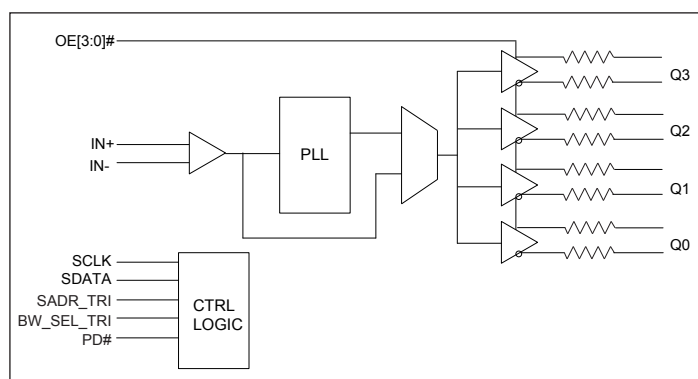 OE[3:0]#
Q3
Q2
IN+
IN-
PLL
Q1
Q0
SCLK
SDATA
SADR_TRI
BW_SEL_TRI
PD#
CTRL
LOGIC